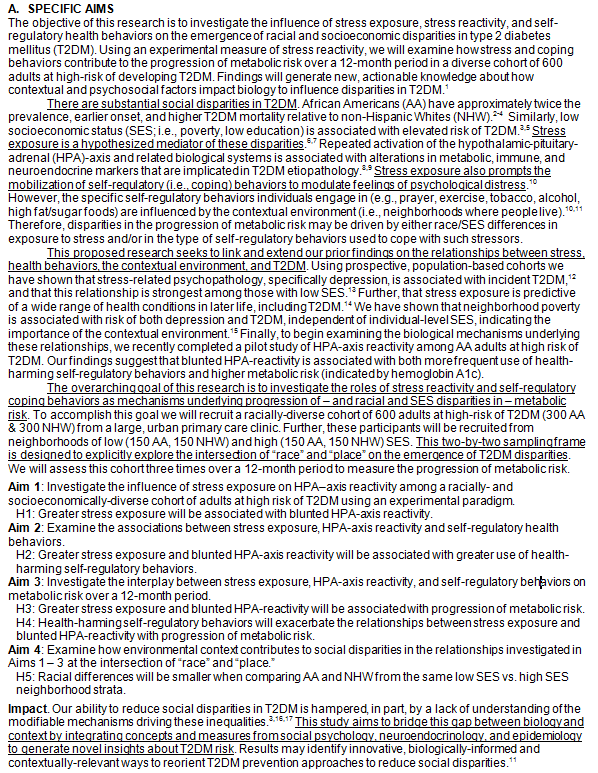 A. SPECIFIC AIMS
The objective of this research is to investigate the influence of stress exposure, stress reactivity, and self-
regulatory health behaviors on the emergence of racial and socioeconomic disparities in type 2 diabetes
mellitus (T2DM). Using an experimental measure of stress reactivity, we will examine how stress and coping
behaviors contribute to the progression of metabolic risk over a 12-month period in a diverse cohort of 600
adults at high-risk of developing T2DM. Findings will generate new, actionable knowledge about how
contextual and psychosocial factors impact biology to influence disparities in T2DM.1
There are substantial social disparities in T2DM. African Americans (AA) have approximately twice the
prevalence, earlier onset, and higher T2DM mortality relative to non-Hispanic Whites (NHW).2-4 Similarly, low
socioeconomic status (SES; i.e., poverty, low education) is associated with elevated risk of T2DM.3,5 Stress
exposure is a hypothesized mediator of these disparities.6,7 Repeated activation of the hypothalamic-pituitary-
adrenal (HPA)-axis and related biological systems is associated with alterations in metabolic, immune, and
neuroendocrine markers that are implicated in T2DM etiopathology.8,9 Stress exposure also prompts the
mobilization of self-regulatory (i.e., coping) behaviors to modulate feelings of psychological distress.10
However, the specific self-regulatory behaviors individuals engage in (e.g., prayer, exercise, tobacco, alcohol,
high fat/sugar foods) are influenced by the contextual environment (i.e., neighborhoods where people live).10,11
Therefore, disparities in the progression of metabolic risk may be driven by either race/SES differences in
exposure to stress and/or in the type of self-regulatory behaviors used to cope with such stressors.
This proposed research seeks to link and extend our prior findings on the relationships between stress,
health behaviors, the contextual environment, and T2DM. Using prospective, population-based cohorts we
have shown that stress-related psychopathology, specifically depression, is associated with incident T2DM,12
and that this relationship is strongest among those with low SES.13 Further, that stress exposure is predictive
of a wide range of health conditions in later life, including T2DM.14 We have shown that neighborhood poverty
is associated with risk of both depression and T2DM, independent of individual-level SES, indicating the
importance of the contextual environment.15 Finally, to begin examining the biological mechanisms underlying
these relationships, we recently completed a pilot study of HPA-axis reactivity among AA adults at high risk of
T2DM. Our findings suggest that blunted HPA-reactivity is associated with both more frequent use of health-
harming self-regulatory behaviors and higher metabolic risk (indicated by hemoglobin A1c).
The overarching goal of this research is to investigate the roles of stress reactivity and self-regulatory
coping behaviors as mechanisms underlying progression of – and racial and SES disparities in – metabolic
risk. To accomplish this goal we will recruit a racially-diverse cohort of 600 adults at high-risk of T2DM (300 AA
& 300 NHW) from a large, urban primary care clinic. Further, these participants will be recruited from
neighborhoods of low (150 AA, 150 NHW) and high (150 AA, 150 NHW) SES. This two-by-two sampling frame
is designed to explicitly explore the intersection of “race” and “place” on the emergence of T2DM disparities.
We will assess this cohort three times over a 12-month period to measure the progression of metabolic risk.
Aim 1: Investigate the influence of stress exposure on HPA–axis reactivity among a racially- and
socioeconomically-diverse cohort of adults at high risk of T2DM using an experimental paradigm.
H1: Greater stress exposure will be associated with blunted HPA-axis reactivity.
Aim 2: Examine the associations between stress exposure, HPA-axis reactivity and self-regulatory health
behaviors.
H2: Greater stress exposure and blunted HPA-axis reactivity will be associated with greater use of health-
harming self-regulatory behaviors.
Aim 3: Investigate the interplay between stress exposure, HPA-axis reactivity, and self-regulatory behaviors on
metabolic risk over a 12-month period.
H3: Greater stress exposure and blunted HPA-reactivity will be associated with progression of metabolic risk.
H4: Health-harming self-regulatory behaviors will exacerbate the relationships between stress exposure and
blunted HPA-reactivity with progression of metabolic risk.
Aim 4: Examine how environmental context contributes to social disparities in the relationships investigated in
Aims 1 – 3 at the intersection of “race” and “place.”
H5: Racial differences will be smaller when comparing AA and NHW from the same low SES vs. high SES
neighborhood strata.
Impact. Our ability to reduce social disparities in T2DM is hampered, in part, by a lack of understanding of the
modifiable mechanisms driving these inequalities.3,16,17 This study aims to bridge this gap between biology and
context by integrating concepts and measures from social psychology, neuroendocrinology, and epidemiology
to generate novel insights about T2DM risk. Results may identify innovative, biologically-informed and
contextually-relevant ways to reorient T2DM prevention approaches to reduce social disparities.11